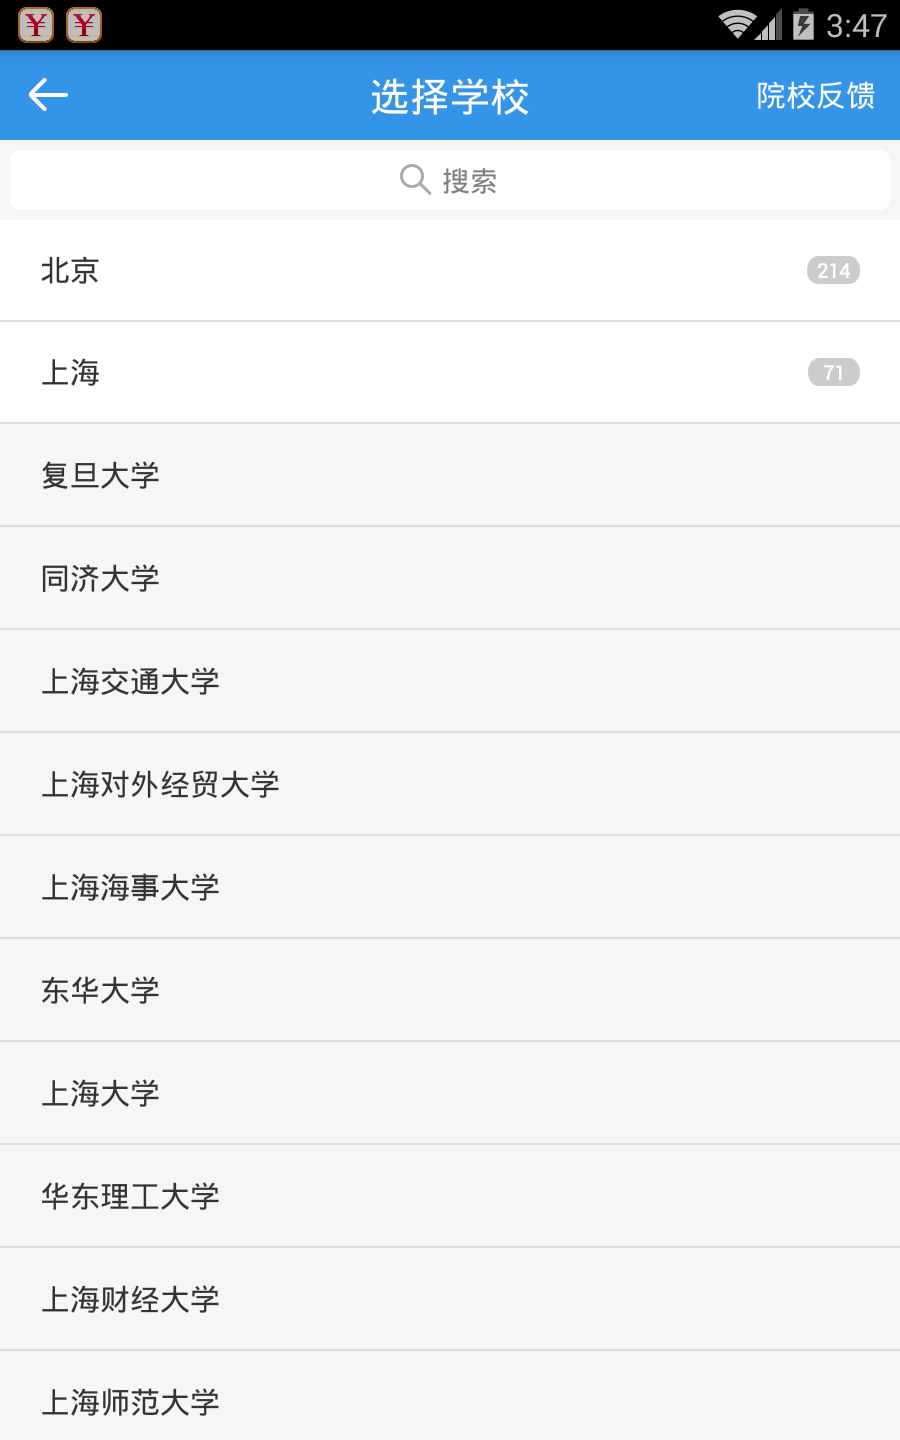 ¥ ¥ 3:47
选择学校 院校反馈
搜索
北京 214
上海 71
复旦大学
同济大学
上海交通大学
上海对外经贸大学
上海海事大学
东华大学
上海大学
华东理工大学
上海财经大学
上海师范大学